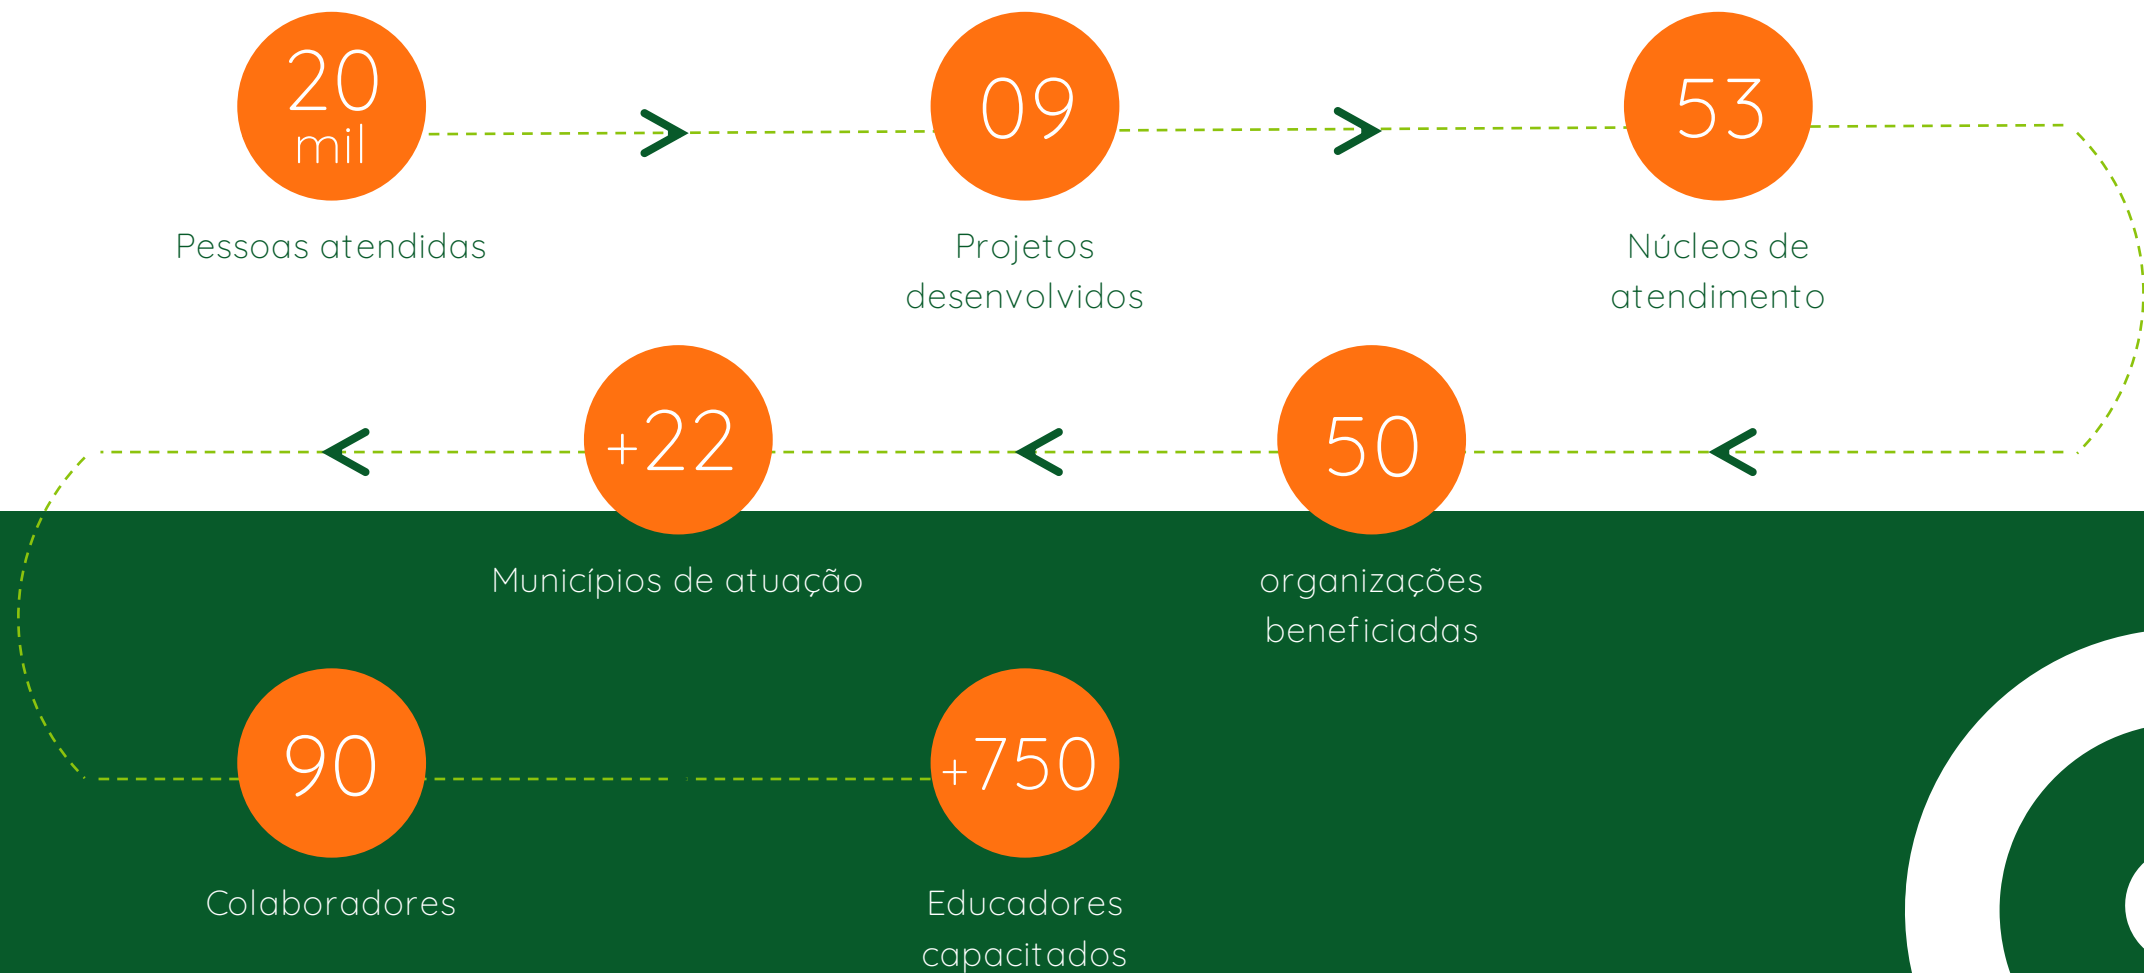 20
mil
Pessoas atendidas
09
Projetos
desenvolvidos
53
Núcleos de
atendimento
50
organizações
beneficiadas
+22
Municípios de atuação
90
Colaboradores
+750
Educadores
capacitados